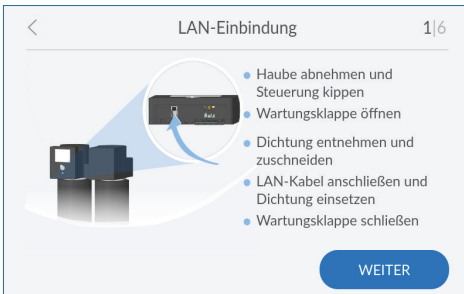 LAN-Einbindung
1|6
Haube abnehmen und
Steuerung kippen
Wartungsklappe öffnen
Dichtung entnehmen und
zuschneiden
LAN-Kabel anschließen und
Dichtung einsetzen
Wartungsklappe schließen
WEITER